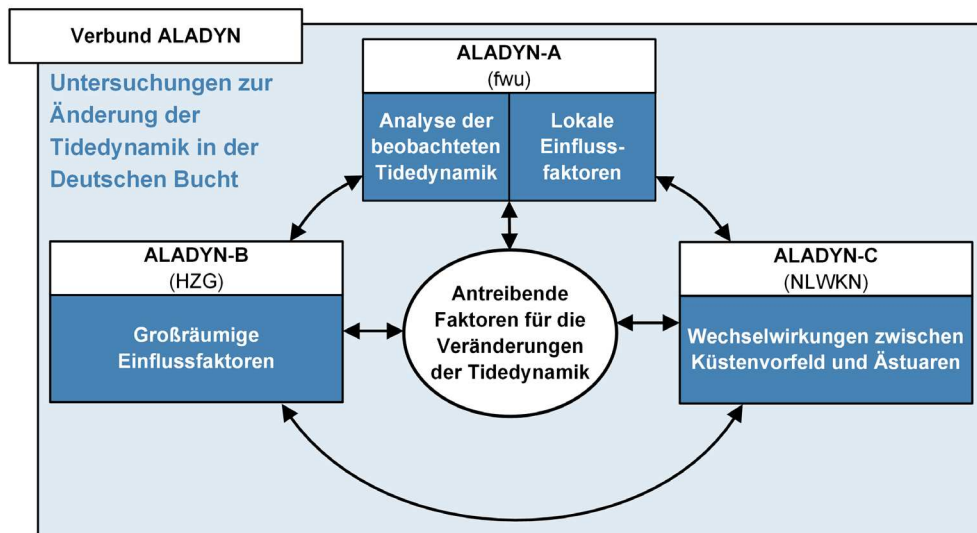 Verbund ALADYN
Untersuchungen zur
Änderung der
Tidedynamik in der
Deutschen Bucht
ALADYN-A
(fwu)
Analyse der
beobachteten
Tidedynamik
Lokale
Einfluss-
faktoren
ALADYN-B
(HZG)
Großräumige
Einflussfaktoren
Antreibende
Faktoren für die
Veränderungen
der Tidedynamik
ALADYN-C
(NLWKN)
Wechselwirkungen zwischen
Küstenvorfeld und Ästuaren